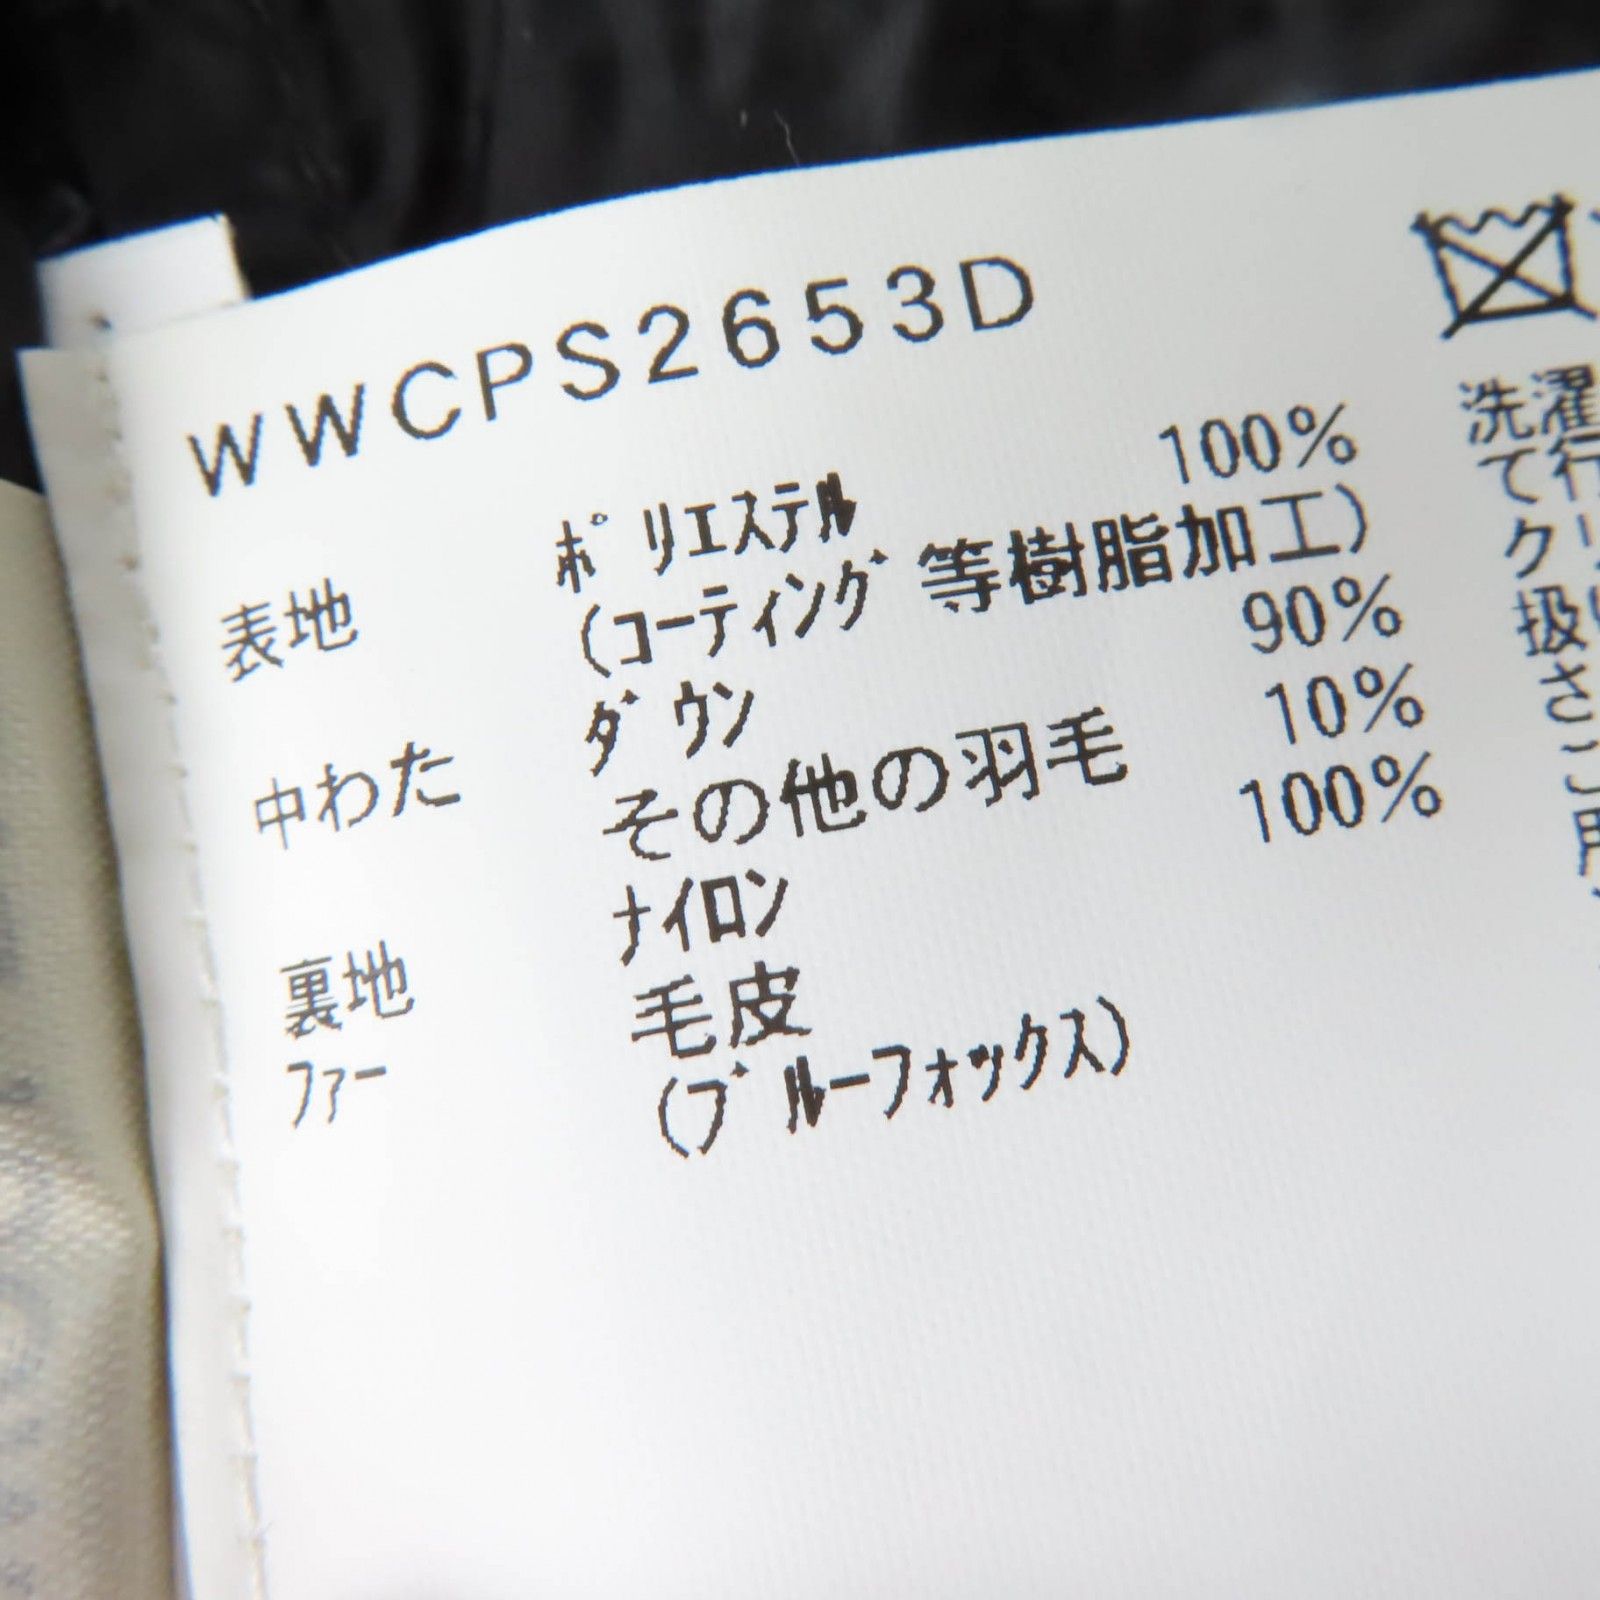 WWCPS2653D
表地 ポリエステル 100%
(コーティング等樹脂加工)
中わた ダウン 90%
その他の羽毛 10%
裏地 ナイロン 100%
ファー 毛皮
(ブルーフォックス)
洗濯
て行
ク
扱
さ